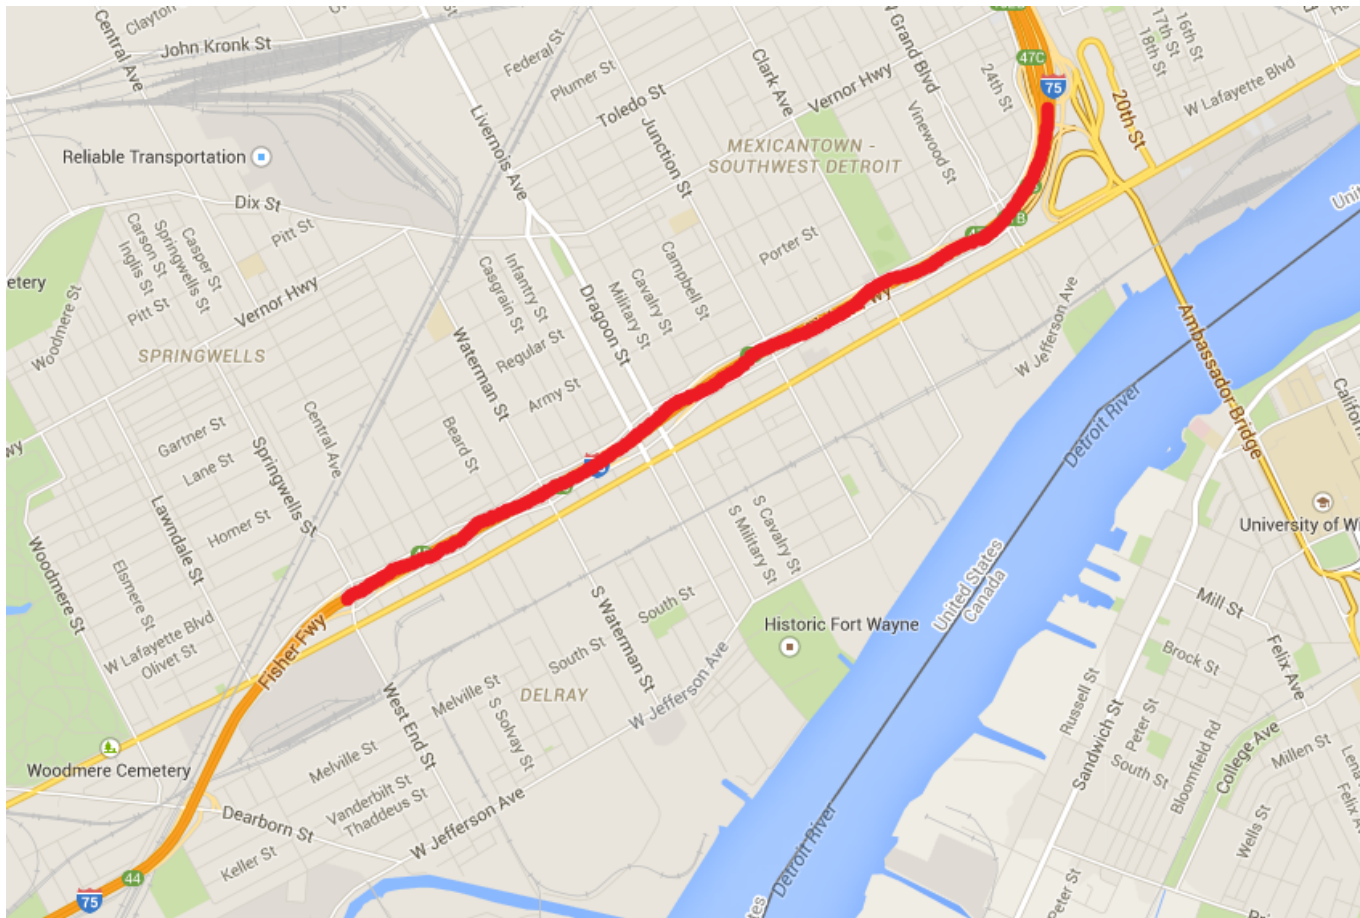 Clayton
John Kronk St
Central Ave
Federal St
Plumer St
Toledo St
Clark Ave
Vernor Hwy
W Grand Blvd
24th St
47C
75
16th St
17th St
18th St
20th St
W Lafayette Blvd
Livernois Ave
Junction St
MEXICANTOWN -
SOUTHWEST DETROIT
Vinewood St
Reliable Transportation
Dix St
Pitt St
Casper St
Springwells St
Carson St
Inglis St
Pitt St
Vernor Hwy
etery
Woodmere St
SPRINGWELLS
Infantry St
Casgrain St
Regular St
Army St
Waterman St
Beard St
Dragoon St
Military St
Cavalry St
Campbell St
Porter St
wy
W Jefferson Ave
Ambassador Bridge
Detroit River
Gartner St
Lane St
Homer St
Central Ave
Springwells St
Lawndale St
Elsmere St
Woodmere St
W Lafayette Blvd
Olivet St
Fisher Fwy
S Cavalry St
S Military St
South St
South St
S Waterman St
Historic Fort Wayne
United States
Canada
University of Wi
Mill St
Felix Ave
Brock St
Russell St
Sandwich St
Peter St
South St
Bloomfield Rd
College Ave
Millen St
Wells St
Peter St
Woodmere Cemetery
Melville St
Melville St
S Solvay St
DELRAY
West End St
W Jefferson Ave
W Jefferson Ave
Vanderbilt St
Thaddeus St
Dearborn St
Keller St
44
75
Detroit River